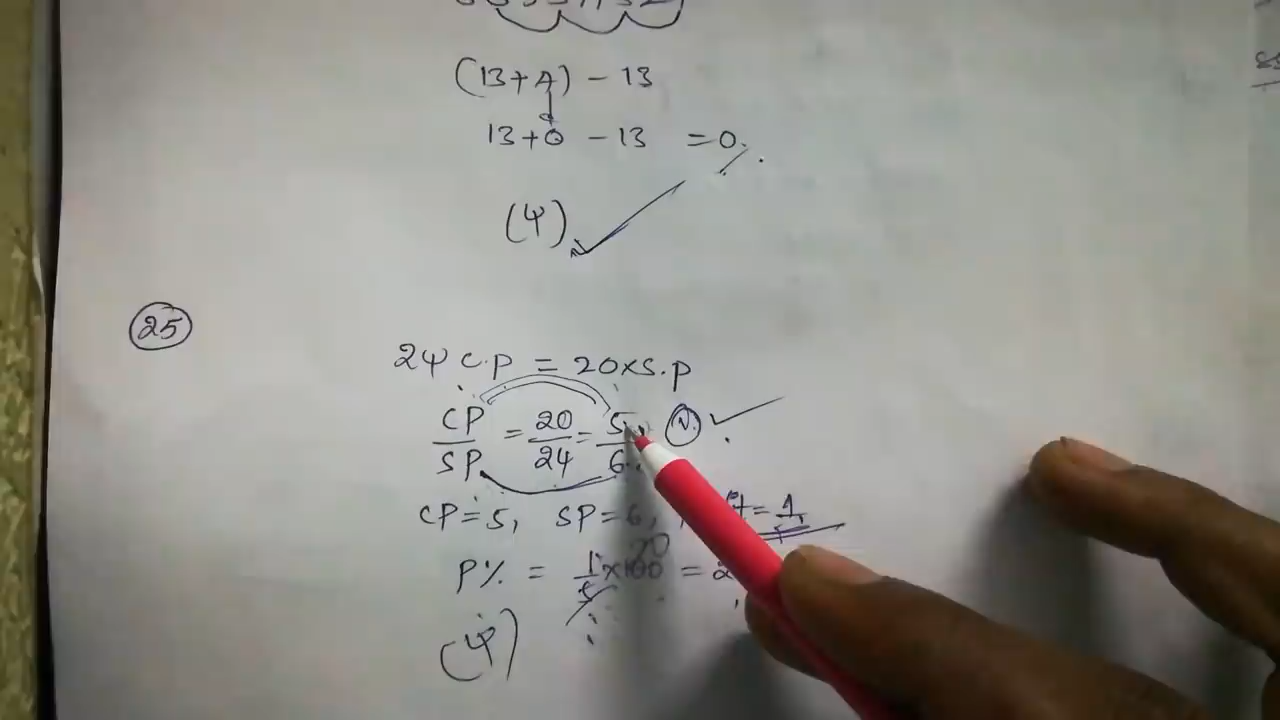 (13+4) - 13
13+0 - 13 = 0.
(4)
25
24 C.P = 20×S.P
CP/SP = 20/24 = 5/6
CP=5, SP=6, = 1
P% = 1/5×100 20 =
(4)